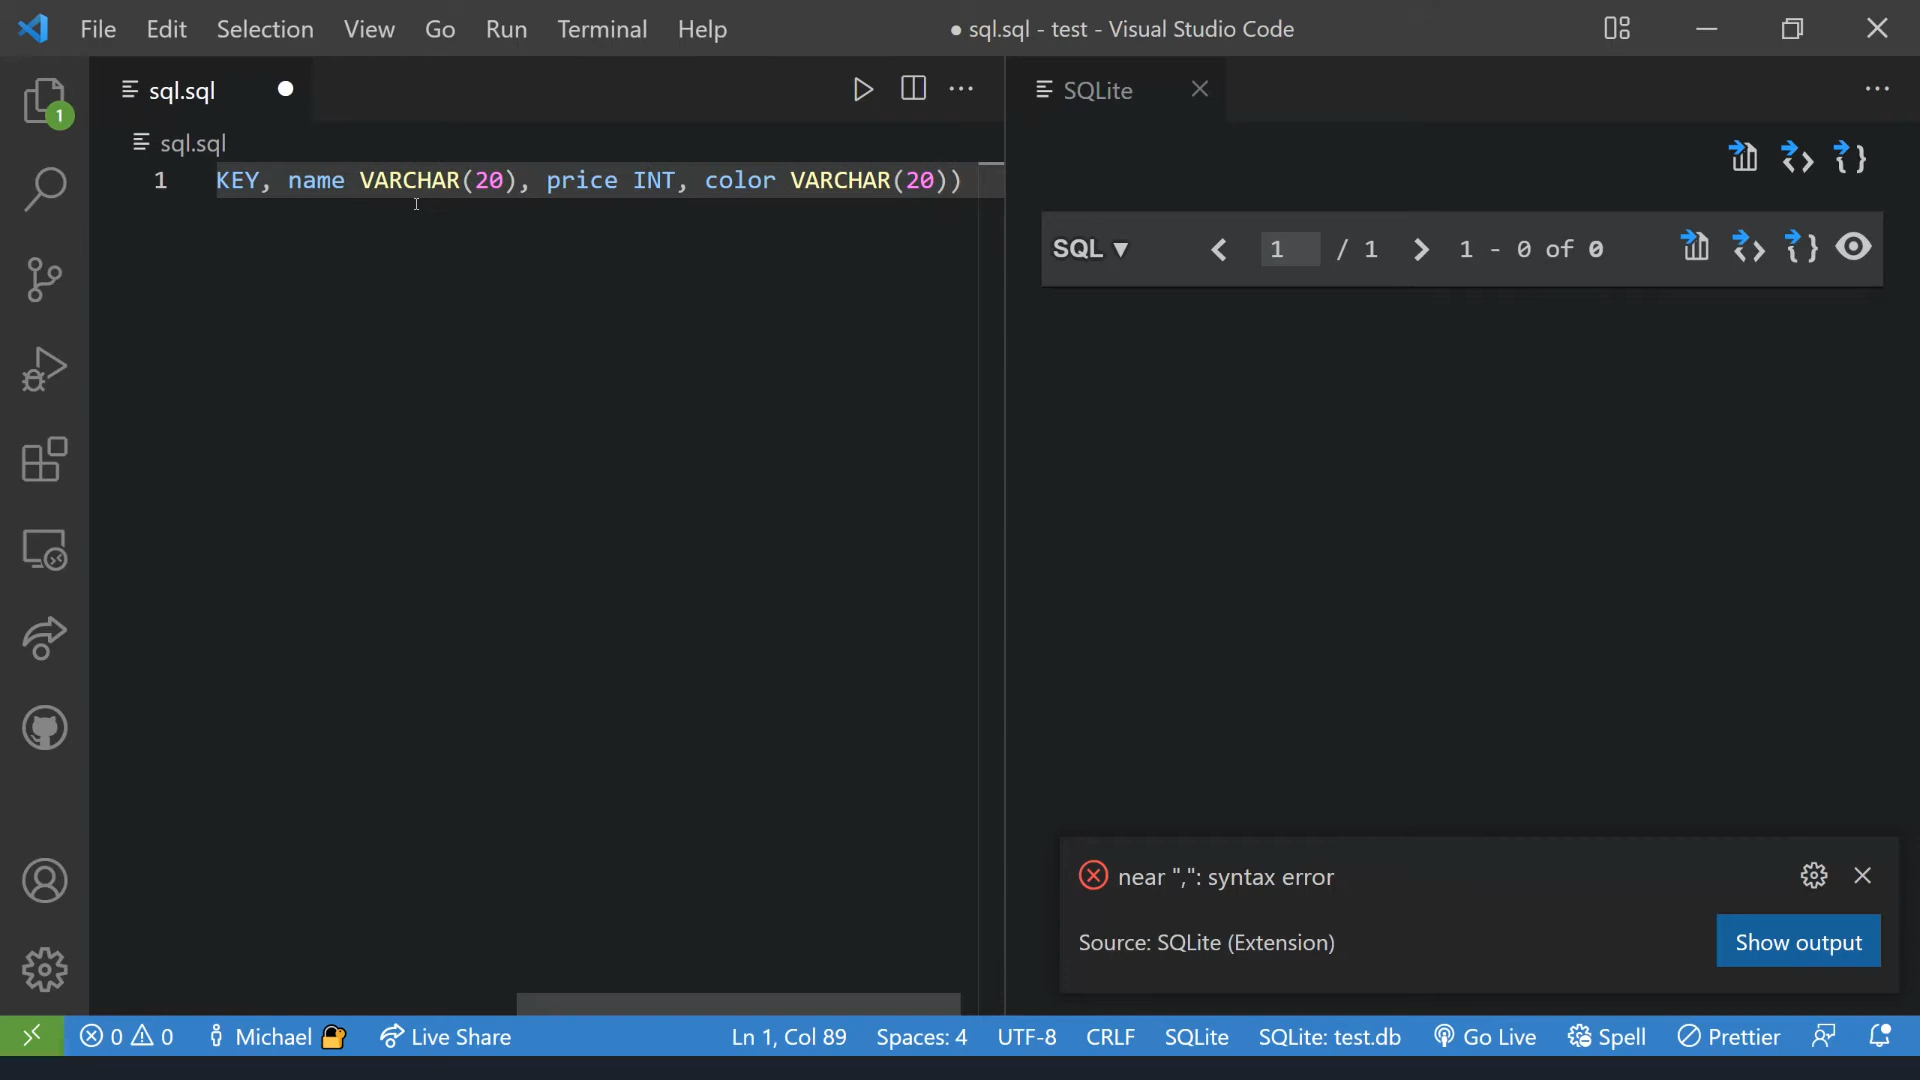 File Edit Selection View Go Run Terminal Help
● sql.sql - test - Visual Studio Code
sql.sql
SQLite
sql.sql
1 KEY, name VARCHAR(20), price INT, color VARCHAR(20))
SQL ▼ 1 / 1 1 - 0 of 0
1
near ",": syntax error
Source: SQLite (Extension)
Show output
0 0 Michael Live Share Ln 1, Col 89 Spaces: 4 UTF-8 CRLF SQLite SQLite: test.db Go Live Spell Prettier